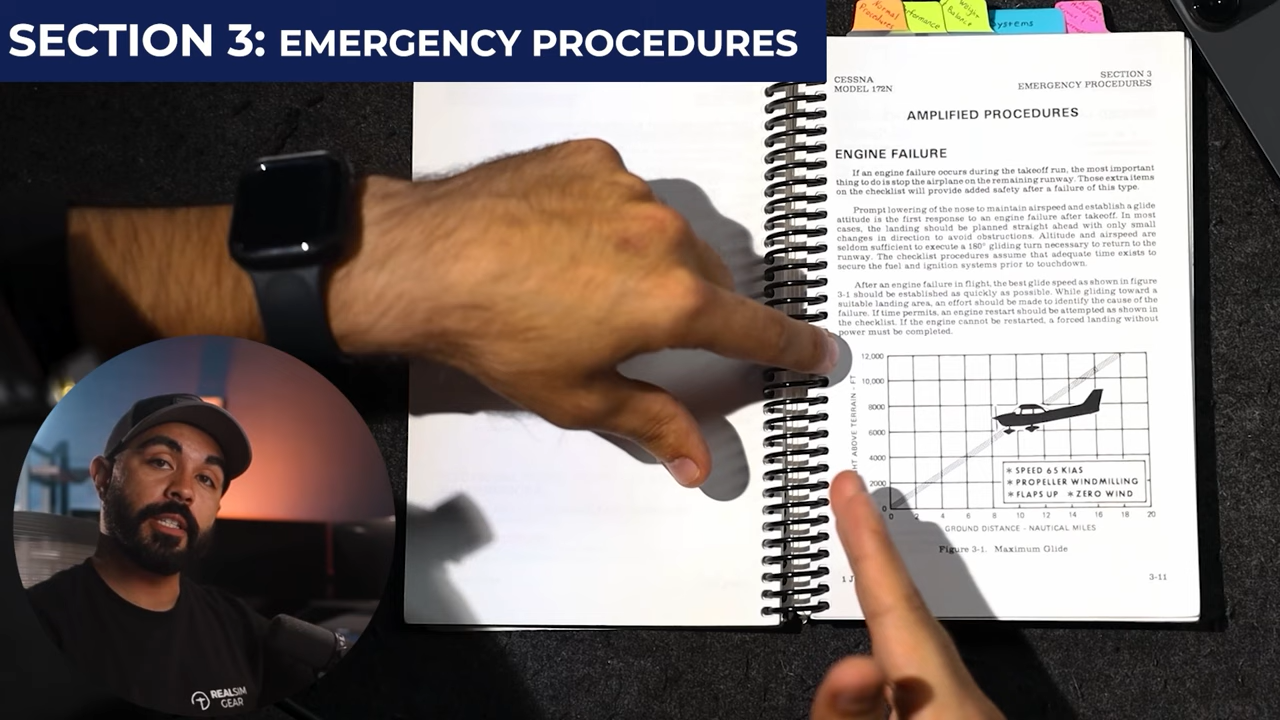 SECTION 3: EMERGENCY PROCEDURES
Normal
Procedures
Weight
Balance
CESSNA
MODEL 172N
SECTION 3
EMERGENCY PROCEDURES
AMPLIFIED PROCEDURES
ENGINE FAILURE
If an engine failure occurs during the takeoff run, the most important
thing to do is stop the airplane on the remaining runway. Those extra items
on the checklist will provide added safety after a failure of this type.
Prompt lowering of the nose to maintain airspeed and establish a glide
attitude is the first response to an engine failure after takeoff. In most
cases, the landing should be planned straight ahead with only small
changes in direction to avoid obstructions. Altitude and airspeed are
seldom sufficient to execute a 180° gliding turn necessary to return to the
runway. The checklist procedures assume that adequate time exists to
secure the fuel and ignition systems prior to touchdown.
After an engine failure in flight, the best glide speed as shown in figure
3-1 should be established as quickly as possible. While gliding toward a
suitable landing area, an effort should be made to identify the cause of the
failure. If time permits, an engine restart should be attempted as shown in
the checklist. If the engine cannot be restarted, a forced landing without
power must be completed.
12,000
10,000
8000
6000
4000
2000
0
ABOVE TERRAIN - FT
* SPEED 65 KIAS
* PROPELLER WINDMILLING
* FLAPS UP * ZERO WIND
0 2 4 6 8 10 12 14 16 18 20
GROUND DISTANCE - NAUTICAL MILES
Figure 3-1. Maximum Glide
3-11
REALSIM
GEAR